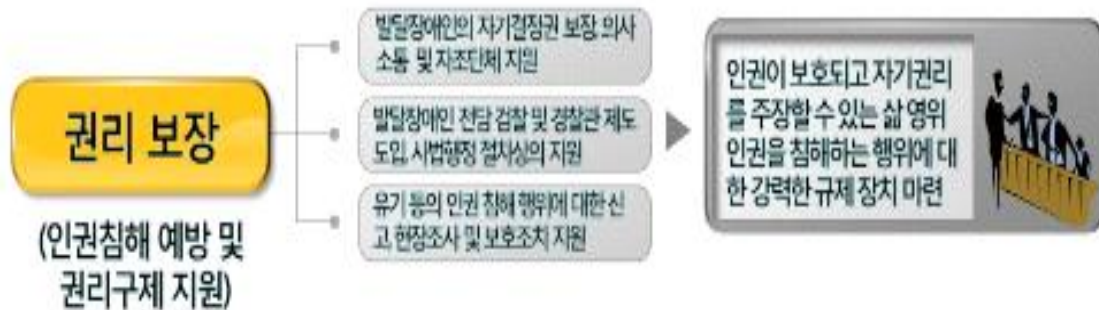 권리 보장
(인권침해 예방 및
권리구제 지원)
발달장애인의 자기결정권 보장, 의사
소통 및 자조단체 지원
발달장애인 전담 검찰 및 경찰관 제도
도입, 사법행정 절차상의 지원
유기 등의 인권 침해 행위에 대한 신
고, 현장조사 및 보호조치 지원
인권이 보호되고 자기권리
를 주장할 수 있는 삶 영위
인권을 침해하는 행위에 대
한 강력한 규제 장치 마련